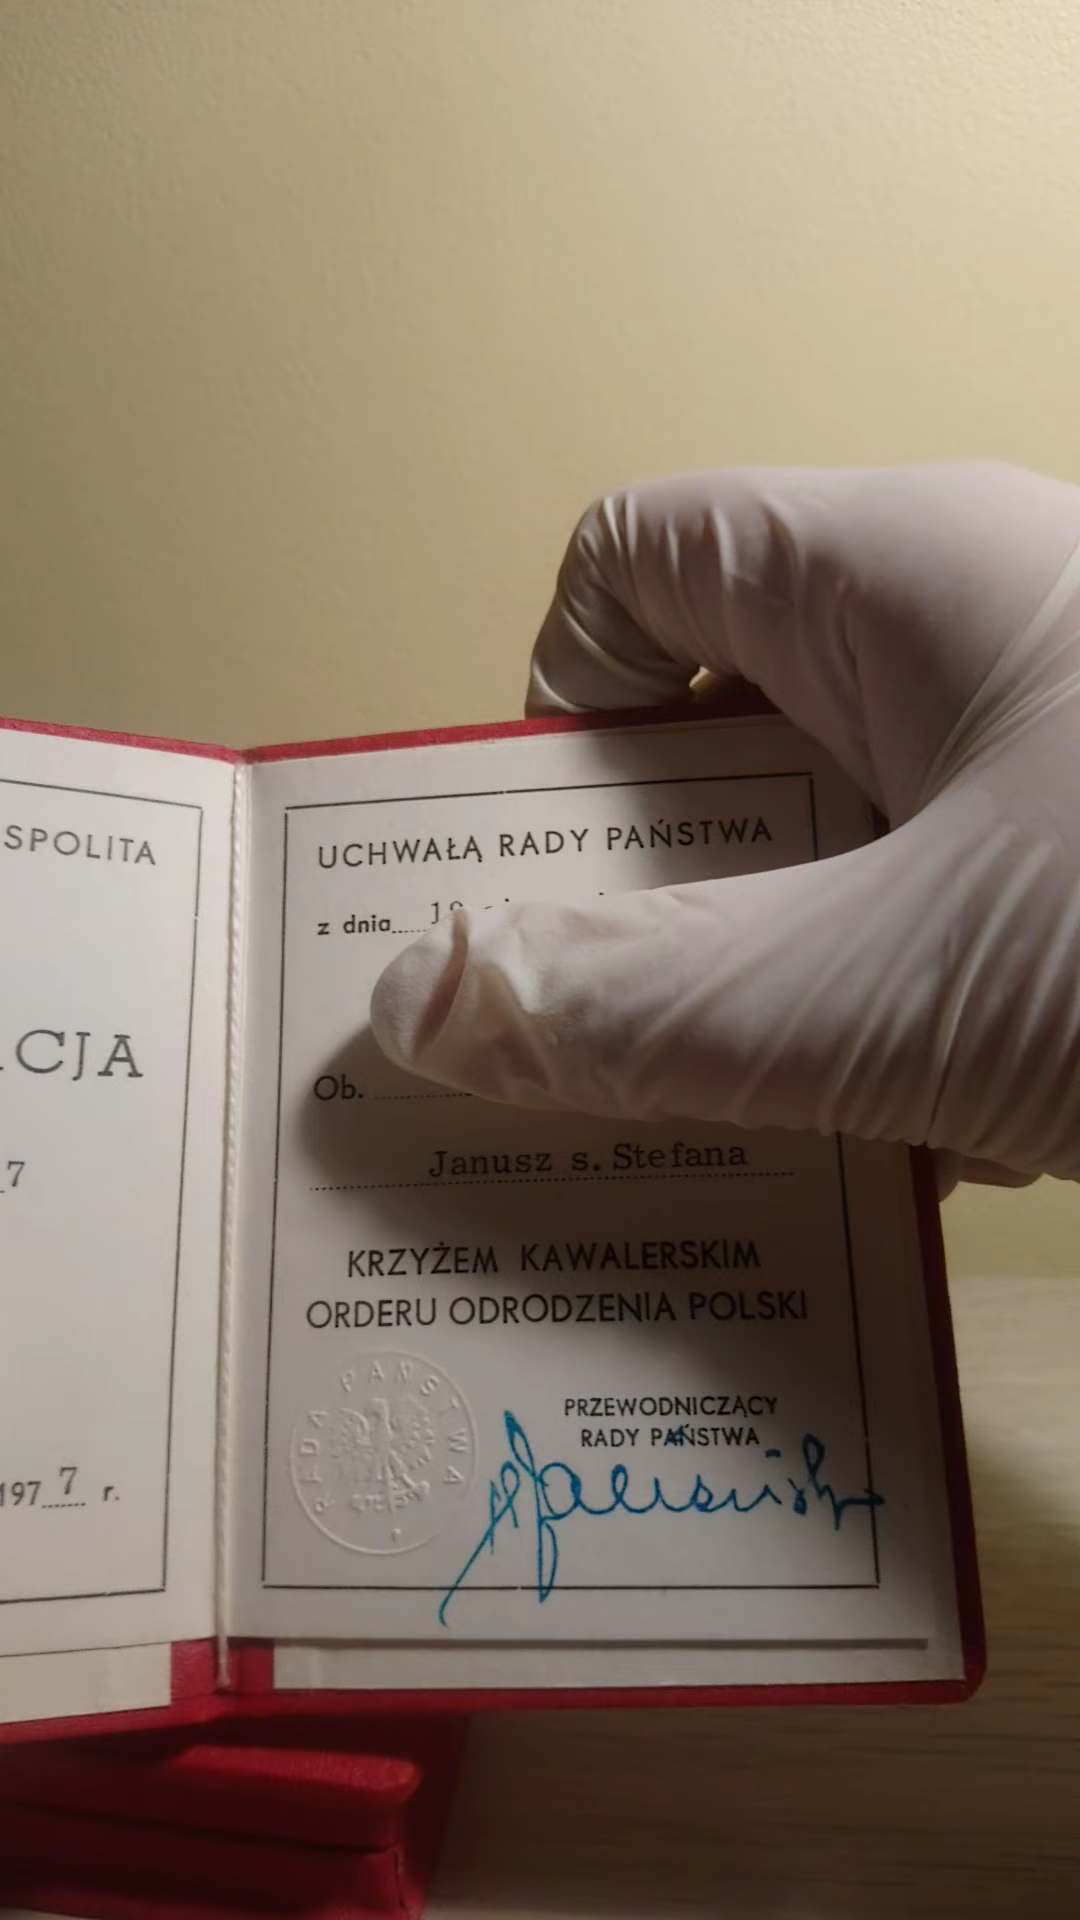 SPOLITA
CJA
7
197 7 r.
UCHWAŁĄ RADY PAŃSTWA
z dnia
Ob.
Janusz s. Stefana
KRZYŻEM KAWALERSKIM
ORDERU ODRODZENIA POLSKI
RADA PAŃSTWA
PRZEWODNICZĄCY
RADY PAŃSTWA